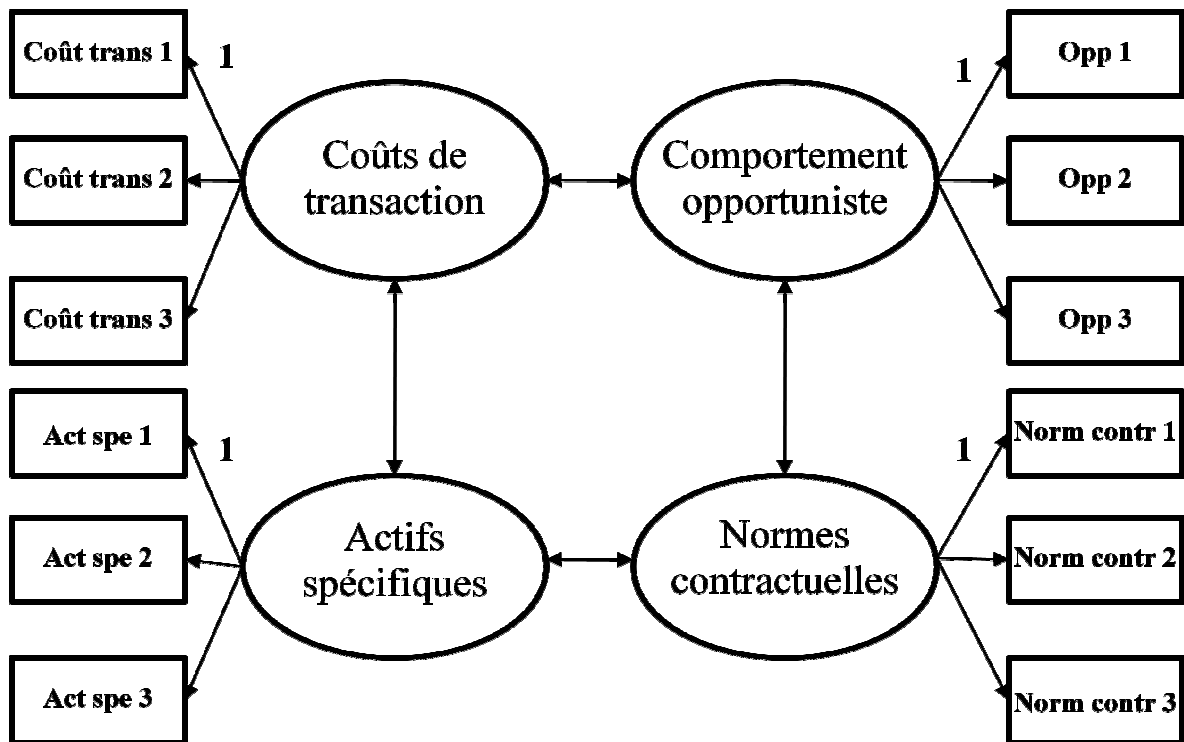 Coût trans 1
1
Coût trans 2
Coût trans 3
Coûts de
transaction
Comportement
opportuniste
1
Opp 1
Opp 2
Opp 3
Act spe 1
1
Act spe 2
Act spe 3
Actifs
spécifiques
Normes
contractuelles
1
Norm contr 1
Norm contr 2
Norm contr 3